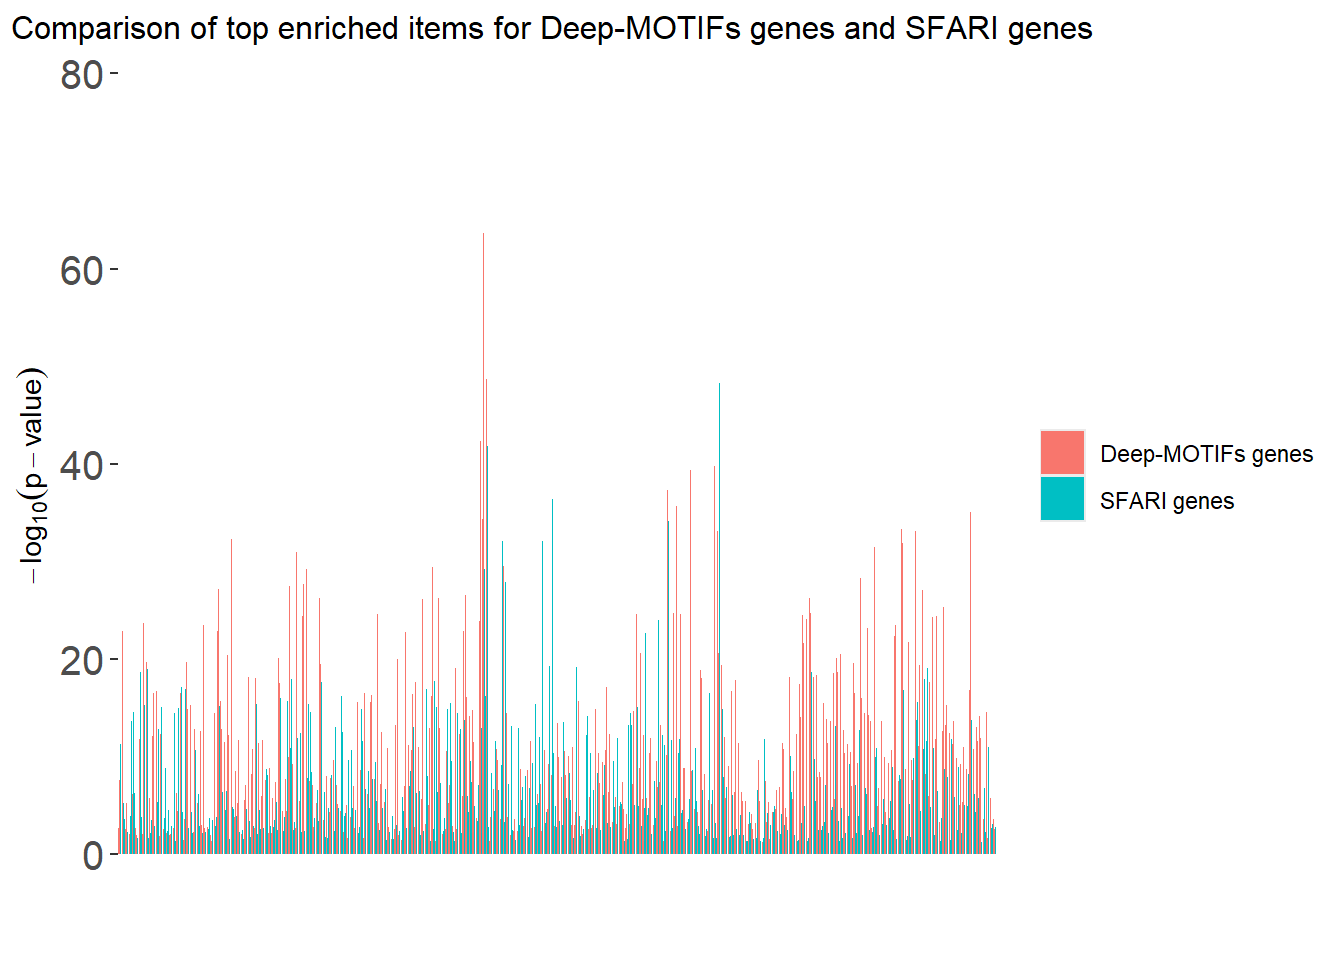 Comparison of top enriched items for Deep-MOTIFs genes and SFARI genes
80
60
40
20
0
−log10(p−value)
Deep-MOTIFs genes
SFARI genes